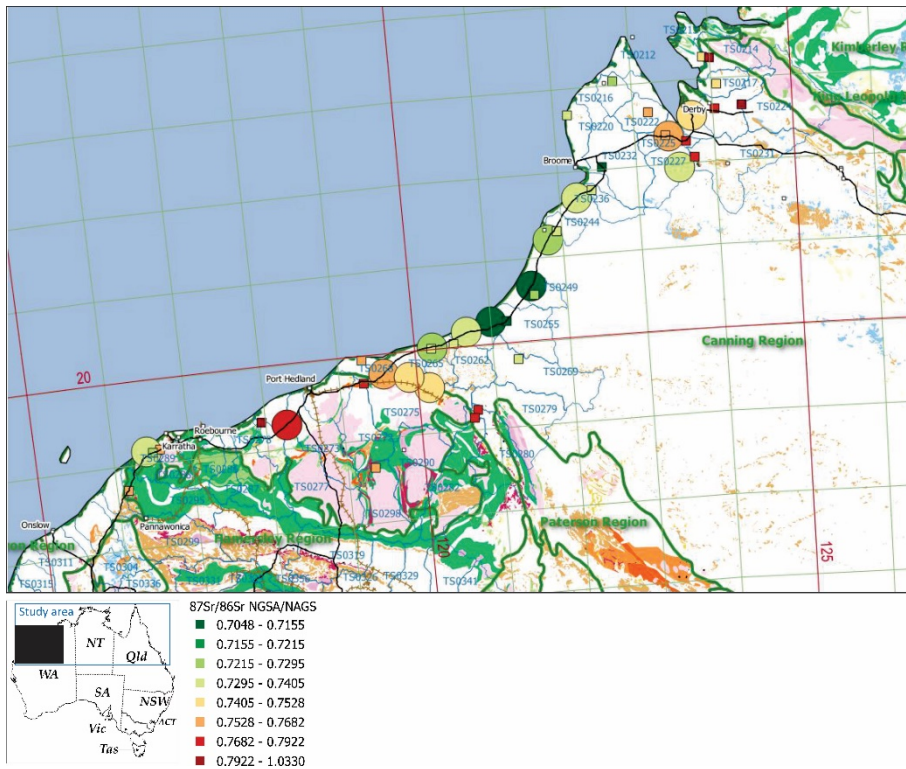 TS0212
TS0214
Kimberley R
TS0217
TS0216
King Leopold
TS0222
Derby
TS0220
TS0225
TS0232
TS0231
Broome
TS0227
TS0236
TS0244
TS0249
TS0255
Canning Region
TS0262
TS0265
TS0269
20
Port Hedland
TS0279
TS0275
Roebourne
Karratha
TS0280
TS0290
TS0277
TS0298
Paterson Region
Onslow
Pannawonica
TS0299
Hamersley Region
120
125
TS0319
TS0311
TS0304
TS0329
TS0315
TS0336
TS0341
87Sr/86Sr NGSA/NAGS
Study area
0.7048 - 0.7155
0.7155 - 0.7215
NT
Qld
0.7215 - 0.7295
0.7295 - 0.7405
WA
0.7405 - 0.7528
SA
NSW
0.7528 - 0.7682
ACT
Vic
0.7682 - 0.7922
Tas
0.7922 - 1.0330